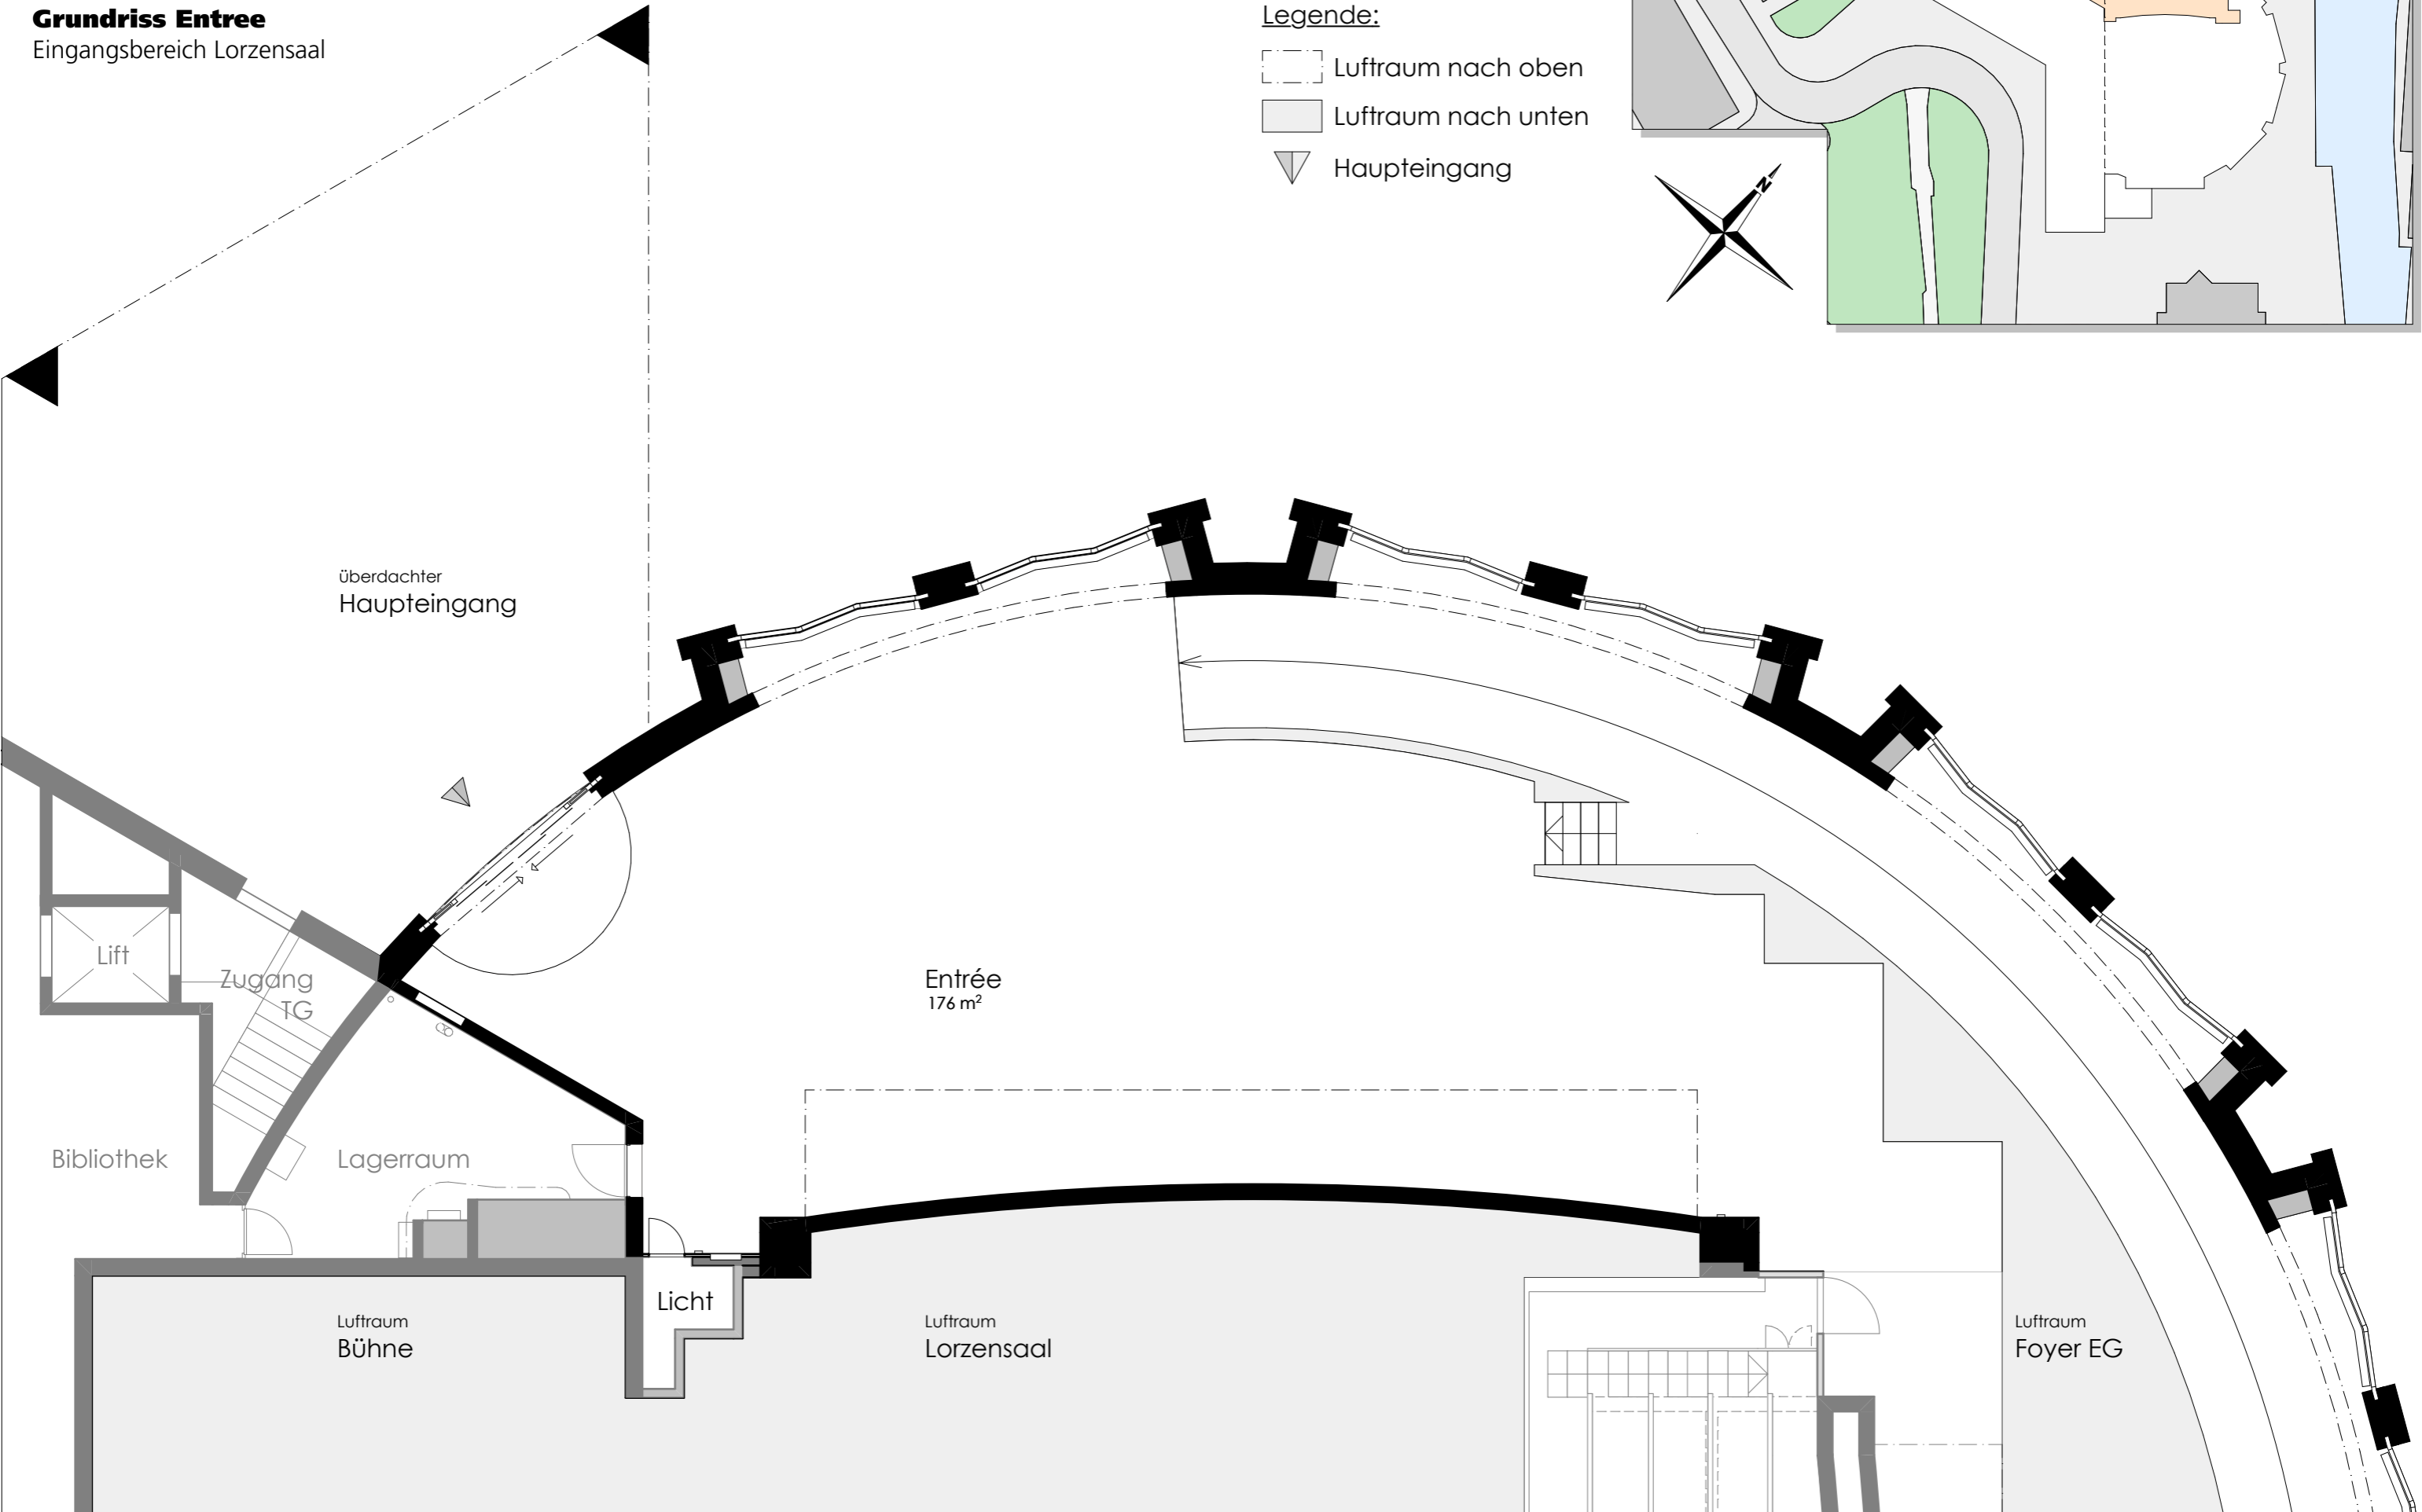 Grundriss Entree
Eingangsbereich Lorzensaal
Legende:
Luftraum nach oben
Luftraum nach unten
Haupteingang
N
überdachter
Haupteingang
Lift
Zugang
TG
Entrée
176 m²
Bibliothek
Lagerraum
Licht
Luftraum
Bühne
Luftraum
Lorzensaal
Luftraum
Foyer EG